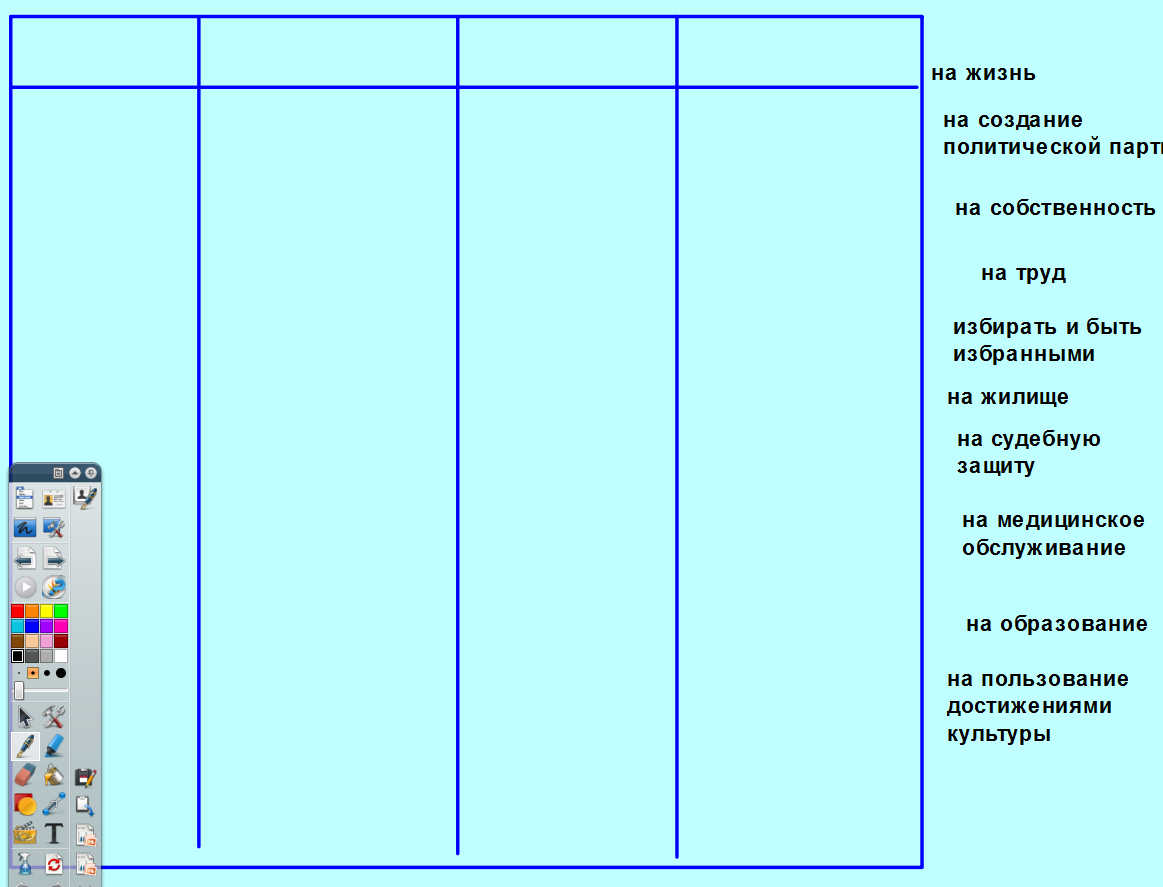 на жизнь
на создание
политической
на собственность
на труд
избирать и быть
избранными
на жилище
на судебную
защиту
на медицинское
обслуживание
на образование
на пользование
достижениями
культуры